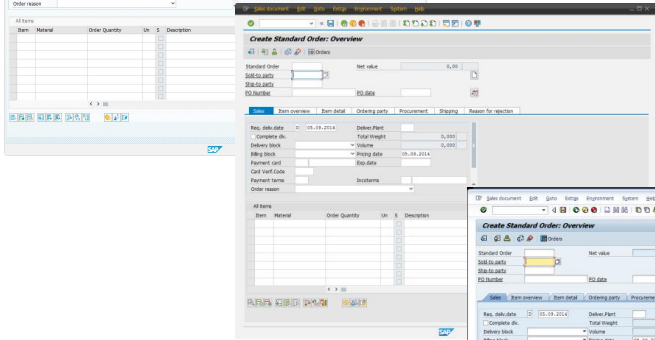 Order reason
All items
Item Material Order Quantity Un S Description
SAP
Sales document Edit Goto Extras Environment System Help
Create Standard Order: Overview
Orders
Standard Order Net value 0,00
Sold-to party
Ship-to party
PO Number PO date
Sales Item overview Item detail Ordering party Procurement Shipping Reason for rejection
Req. deliv.date D 05.09.2014 Deliver.Plant
Complete dlv. Total Weight 0,000
Delivery block Volume 0,000
Billing block Pricing date 05.09.2014
Payment card Exp.date
Card Verif.Code
Payment terms Incoterms
Order reason
All items
Item Material Order Quantity Un S Description
SAP
Sales document Edit Goto Extras Environment System Help
Create Standard Order: Overview
Orders
Standard Order Net value
Sold-to party
Ship-to party
PO Number PO date
Sales Item overview Item detail Ordering party Procureme
Req. deliv.date D 05.09.2014 Deliver.Plant
Complete dlv. Total Weight
Delivery block Volume